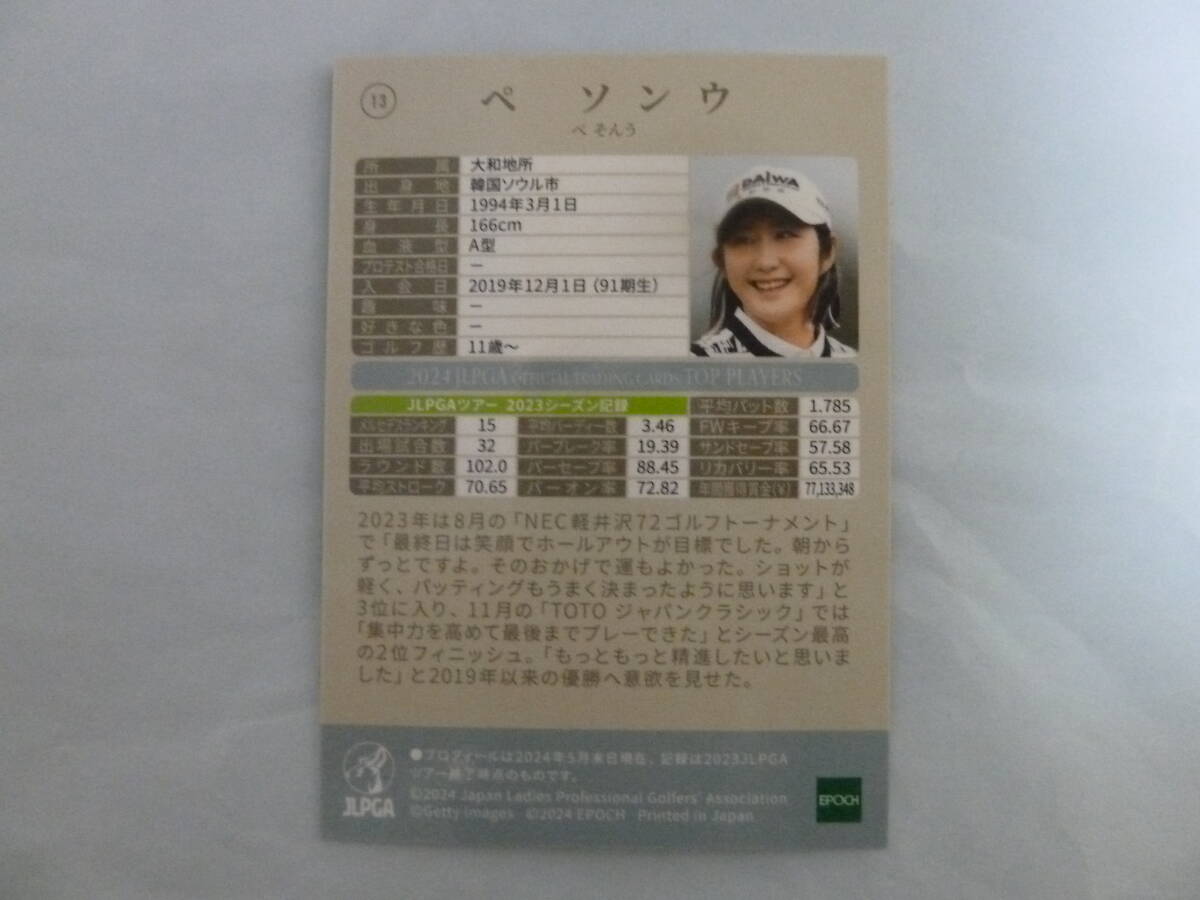 13
ペ ソンウ
ぺ そんう
所属 大和地所
出身地 韓国ソウル市
生年月日 1994年3月1日
身長 166cm
血液型 A型
プロテスト合格日 ー
入会日 2019年12月1日（91期生）
趣味 ー
好きな色 ー
ゴルフ歴 11歳～
DAIWA
2024 JLPGA OFFICIAL TRADING CARDS TOP PLAYERS
JLPGAツアー 2023シーズン記録 平均パット数 1.785
メルセデスランキング 15 平均バーディー数 3.46 FWキープ率 66.67
出場試合数 32 パーブレーク率 19.39 サンドセーブ率 57.58
ラウンド数 102.0 パーセーブ率 88.45 リカバリー率 65.53
平均ストローク 70.65 パーオン率 72.82 年間獲得賞金(¥) 77,133,348
2023年は8月の「NEC軽井沢72ゴルフトーナメント」
で「最終日は笑顔でホールアウトが目標でした。朝から
ずっとですよ。そのおかげで運もよかった。ショットが
軽く、パッティングもうまく決まったように思います」と
3位に入り、11月の「TOTO ジャパンクラシック」では
「集中力を高めて最後までプレーできた」とシーズン最高
の2位フィニッシュ。「もっともっと精進したいと思いま
した」と2019年以来の優勝へ意欲を見せた。
JLPGA
●プロフィールは2024年5月末日現在、記録は2023JLPGA
ツアー終了時点のものです。
©2024 Japan Ladies Professional Golfers' Association
©Getty Images ©2024 EPOCH Printed in Japan
EPOCH